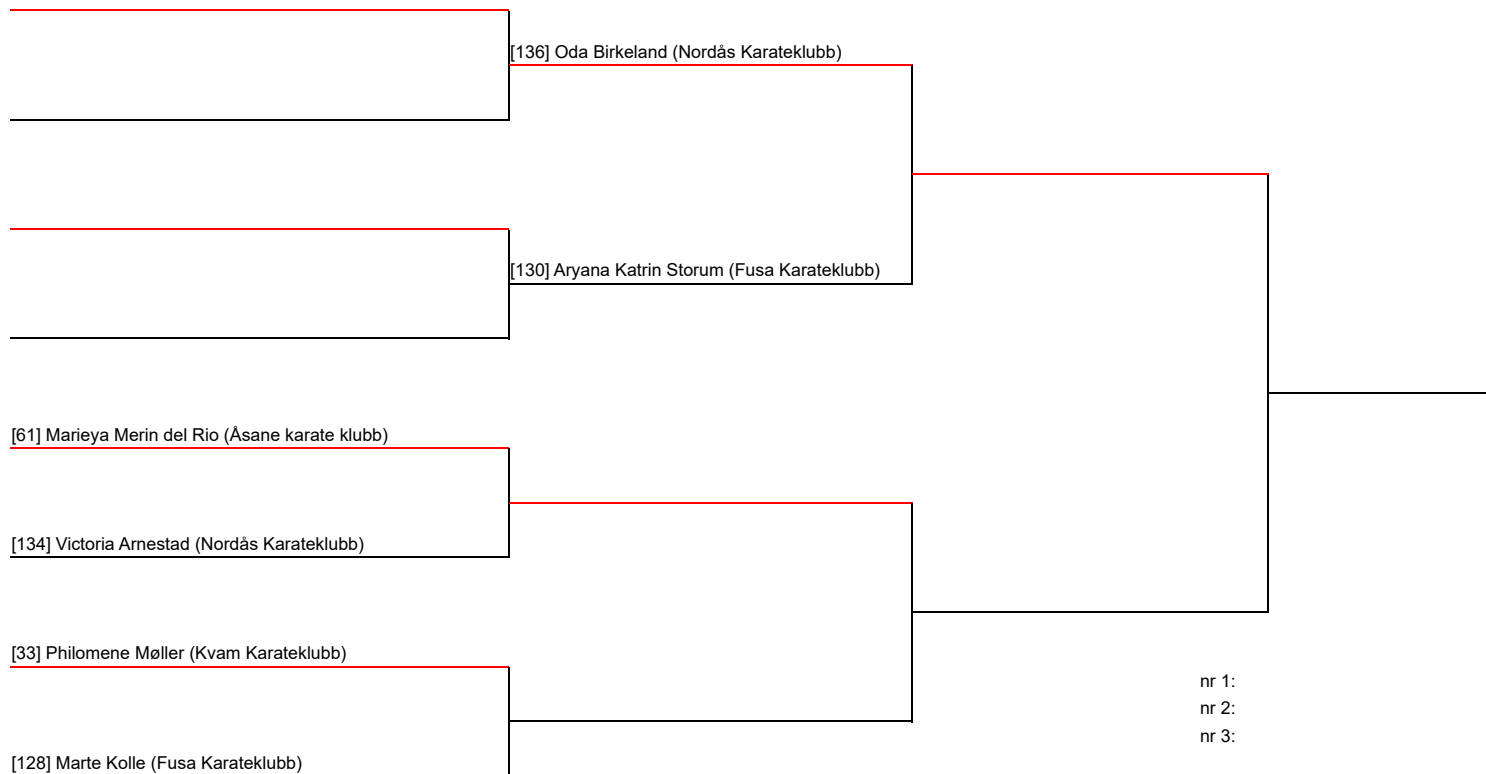 [136] Oda Birkeland (Nordås Karateklubb)
[130] Aryana Katrin Storum (Fusa Karateklubb)
[61] Marieya Merin del Rio (Åsane karate klubb)
[134] Victoria Arnestad (Nordås Karateklubb)
[33] Philomene Møller (Kvam Karateklubb)
nr 1:
nr 2:
nr 3:
[128] Marte Kolle (Fusa Karateklubb)